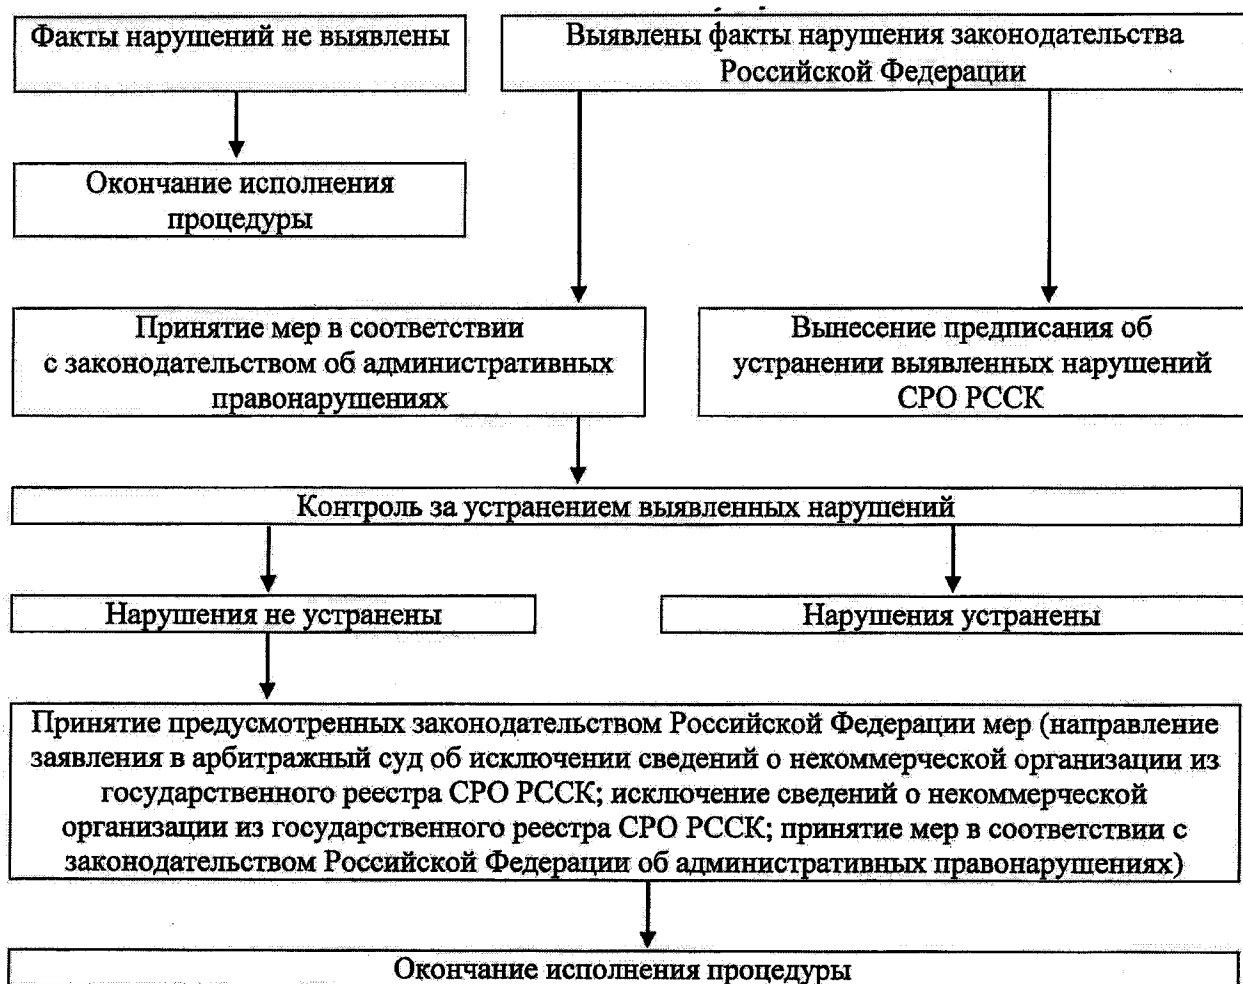 Факты нарушений не выявлены
Выявлены факты нарушения законодательства
Российской Федерации
Окончание исполнения
процедуры
Принятие мер в соответствии
с законодательством об административных
правонарушениях
Вынесение предписания об
устранении выявленных нарушений
СРО РССК
Контроль за устранением выявленных нарушений
Нарушения не устранены
Нарушения устранены
Принятие предусмотренных законодательством Российской Федерации мер (направление
заявления в арбитражный суд об исключении сведений о некоммерческой организации из
государственного реестра СРО РССК; исключение сведений о некоммерческой
организации из государственного реестра СРО РССК; принятие мер в соответствии с
законодательством Российской Федерации об административных правонарушениях)
Окончание исполнения процедуры